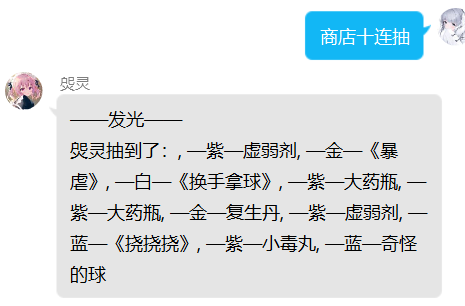 商店十连抽
咒灵
——发光——
咒灵抽到了：, —紫—虚弱剂, —金—《暴
虐》, —白—《换手拿球》, —紫—大药瓶, —
紫—大药瓶, —金—复生丹, —紫—虚弱剂, —
蓝—《挠挠挠》, —紫—小毒丸, —蓝—奇怪
的球